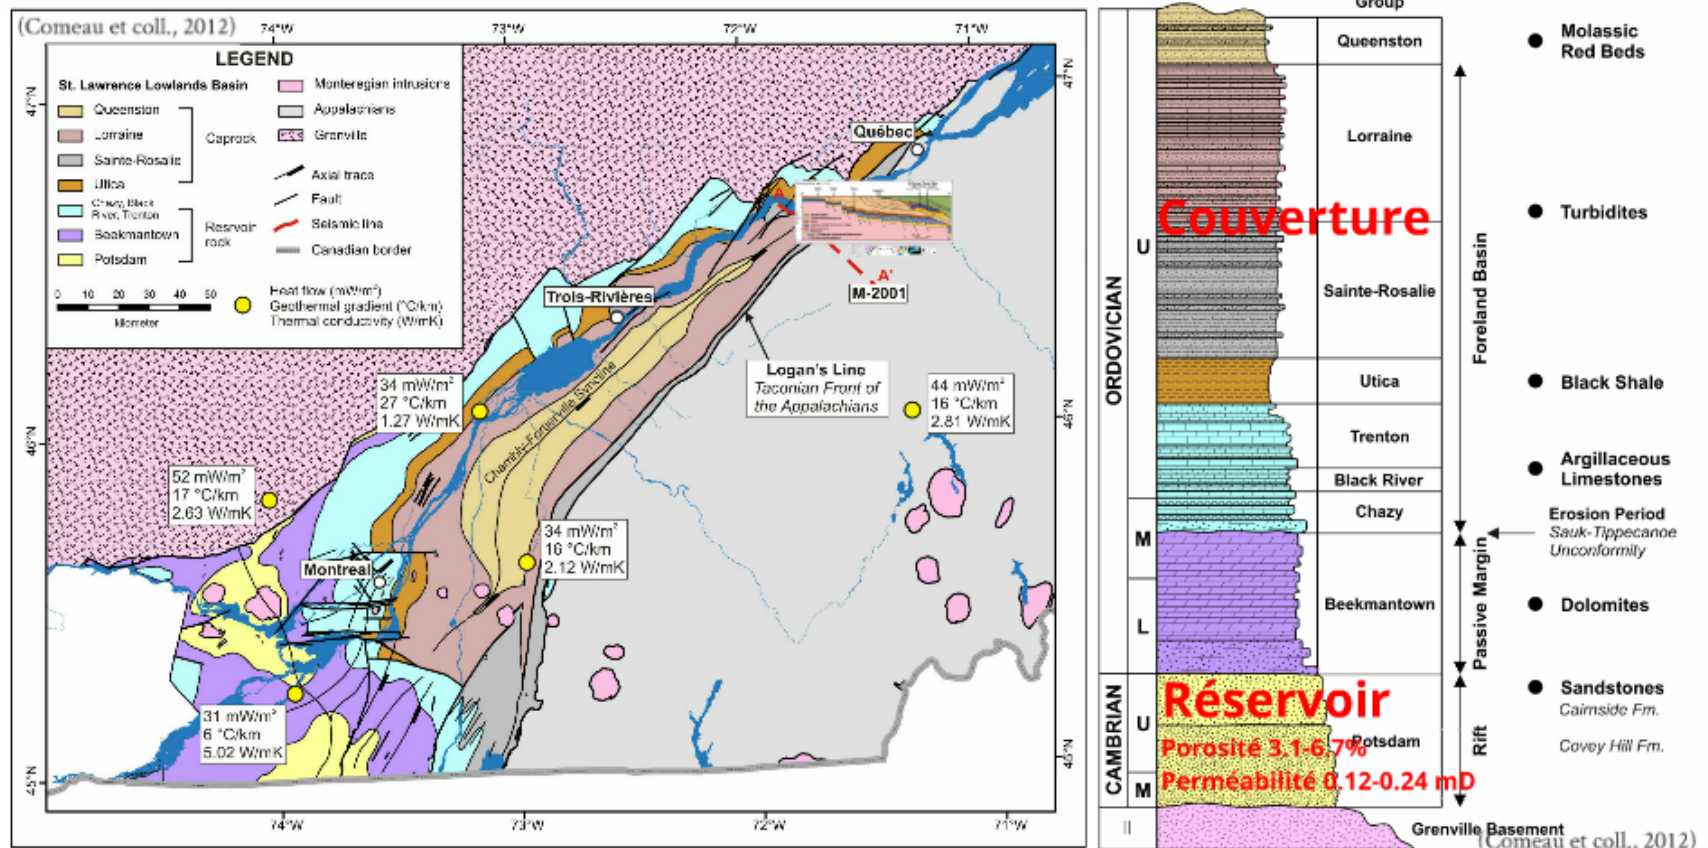 (Comeau et coll., 2012)
74°W
73°W
72°W
71°W
LEGEND
St. Lawrence Lowlands Basin
Queenston
Lorraine
Sainte-Rosalie
Utica
Chazy, Black
River, Trenton
Beekmantown
Potsdam
Caprock
Resrvoir
rock
Monteregian intrusions
Appalachians
Grenville
Axial trace
Fault
Seismic line
Canadian border
0 10 20 30 40 50
kilometer
Heat flow (mW/m²)
Geothermal gradient (°C/km)
Thermal conductivity (W/mK)
47°N
47°N
Québec
A
A'
M-2001
Trois-Rivières
Logan's Line
Taconian Front of
the Appalachians
Chambly-Fortierville Syncline
34 mW/m²
27 °C/km
1.27 W/mK
44 mW/m²
16 °C/km
2.81 W/mK
46°N
46°N
52 mW/m²
17 °C/km
2.63 W/mK
34 mW/m²
16 °C/km
2.12 W/mK
Montreal
31 mW/m²
6 °C/km
5.02 W/mK
45°N
45°N
74°W
73°W
72°W
71°W
Group
Queenston
Lorraine
Couverture
Sainte-Rosalie
Utica
Trenton
Black River
Chazy
Beekmantown
Réservoir
Potsdam
Porosité 3.1-6.7%
Perméabilité 0.12-0.24 mD
Grenville Basement
ORDOVICIAN
U
M
L
CAMBRIAN
U
M
Foreland Basin
Passive Margin
Rift
Molassic
Red Beds
Turbidites
Black Shale
Argillaceous
Limestones
Erosion Period
Sauk-Tippecanoe
Unconformity
Dolomites
Sandstones
Cairnside Fm.
Covey Hill Fm.
(Comeau et coll., 2012)